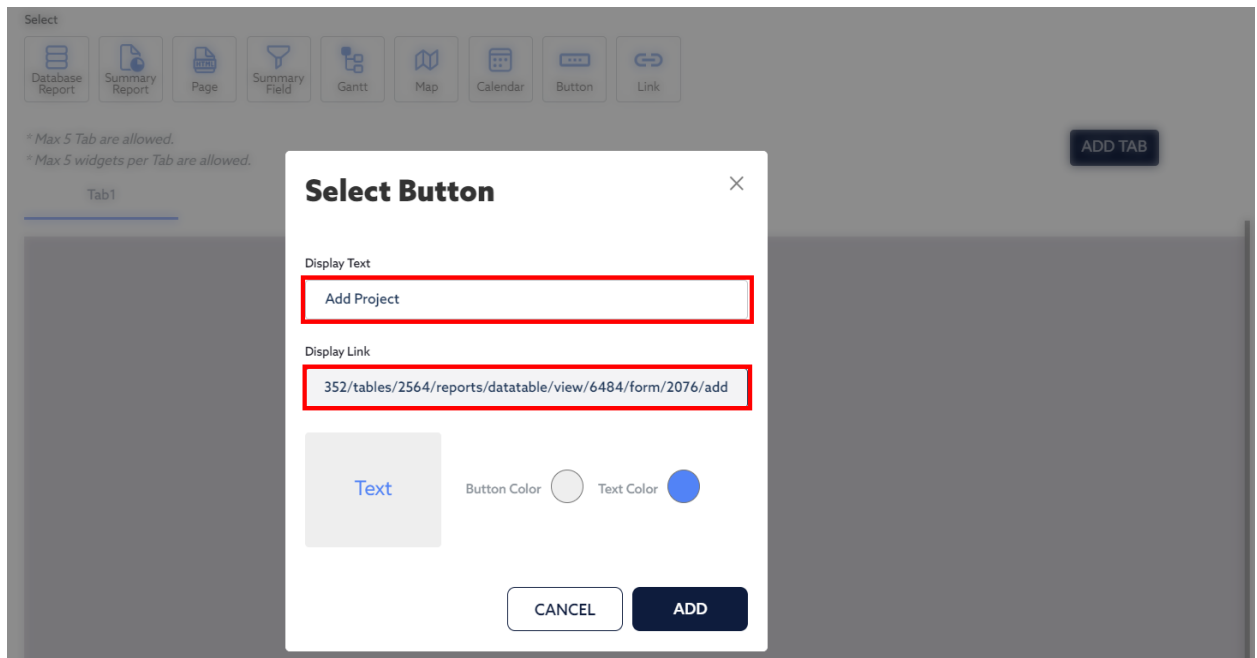 Select
Database Report
Summary Report
Page
Summary Field
Gantt
Map
Calendar
Button
Link
* Max 5 Tab are allowed.
* Max 5 widgets per Tab are allowed.
ADD TAB
Tab1
Select Button
Display Text
Add Project
Display Link
352/tables/2564/reports/datatable/view/6484/form/2076/add
Text
Button Color
Text Color
CANCEL
ADD